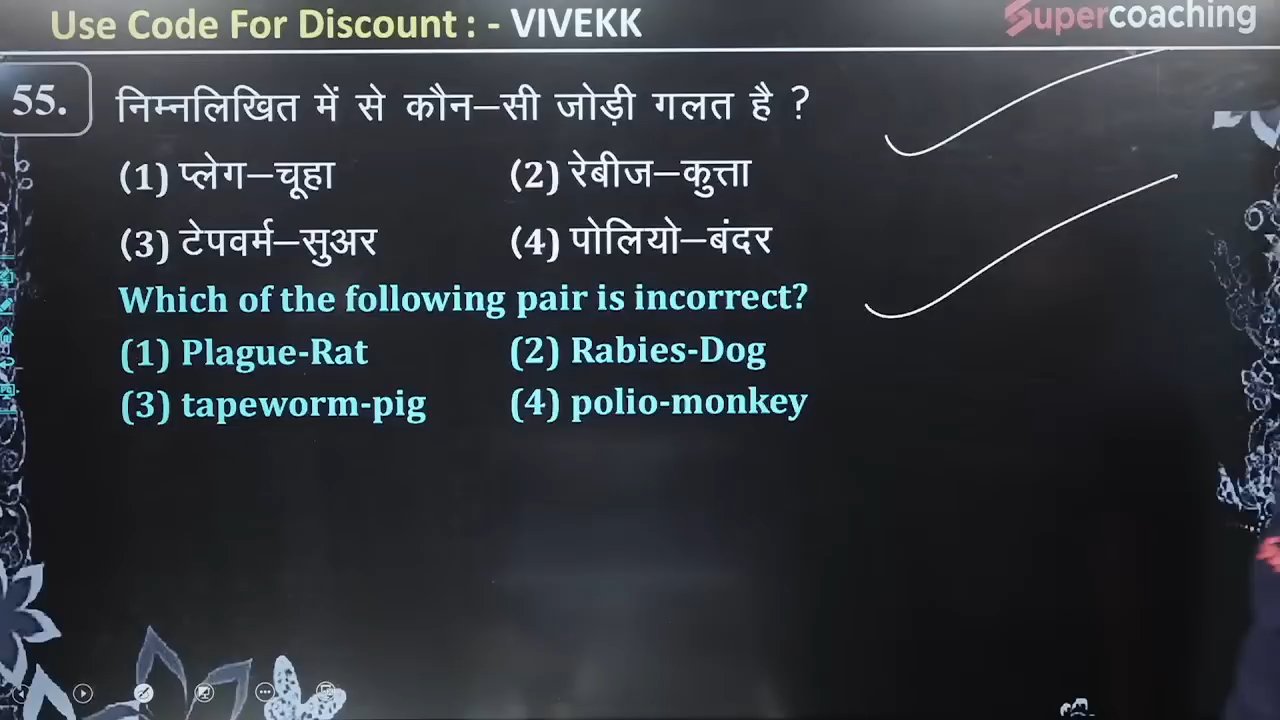 Use Code For Discount : - VIVEKK
Supercoaching
55. निम्नलिखित में से कौन–सी जोड़ी गलत है ?
(1) प्लेग–चूहा (2) रेबीज–कुत्ता
(3) टेपवर्म–सुअर (4) पोलियो–बंदर
Which of the following pair is incorrect?
(1) Plague-Rat (2) Rabies-Dog
(3) tapeworm-pig (4) polio-monkey